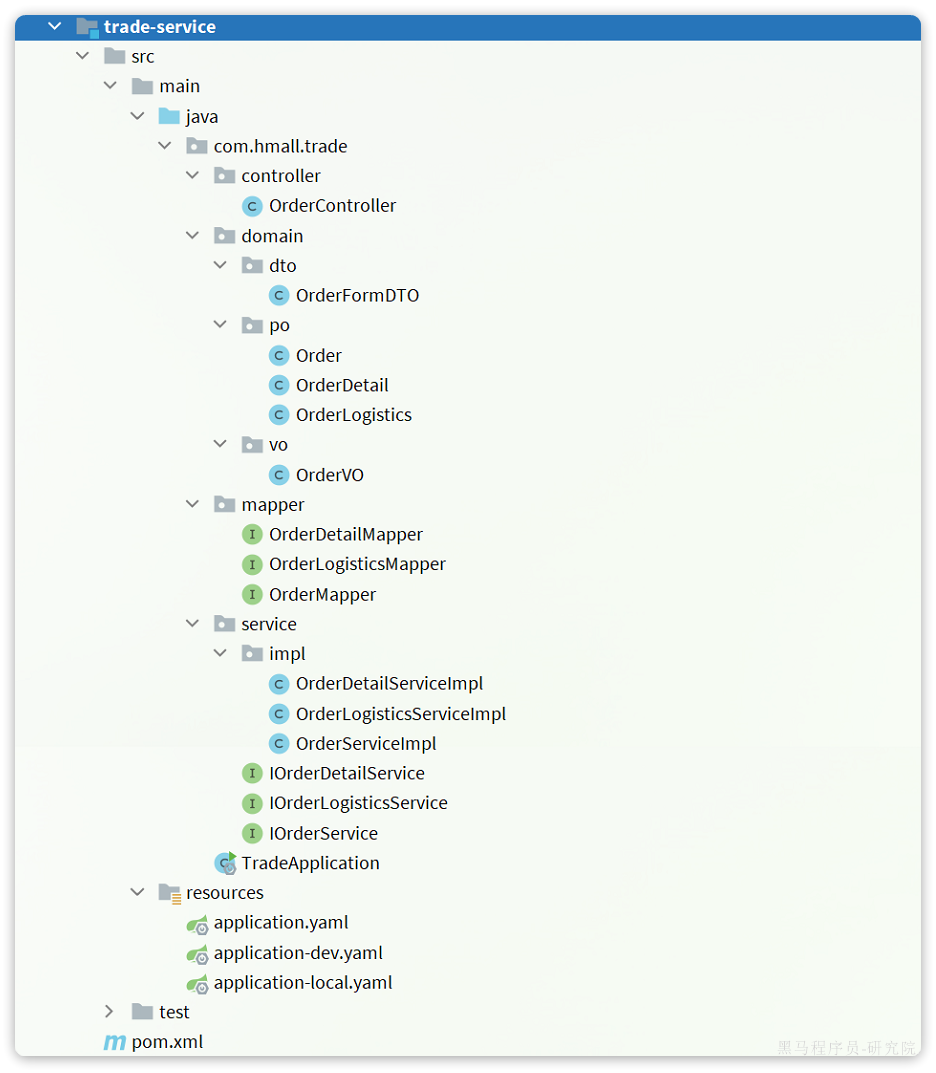 trade-service
src
main
java
com.hmall.trade
controller
C OrderController
domain
dto
C OrderFormDTO
po
C Order
C OrderDetail
C OrderLogistics
vo
C OrderVO
mapper
I OrderDetailMapper
I OrderLogisticsMapper
I OrderMapper
service
impl
C OrderDetailServiceImpl
C OrderLogisticsServiceImpl
C OrderServiceImpl
I IOrderDetailService
I IOrderLogisticsService
I IOrderService
C TradeApplication
resources
application.yaml
application-dev.yaml
application-local.yaml
test
m pom.xml
黑马程序员-研究院